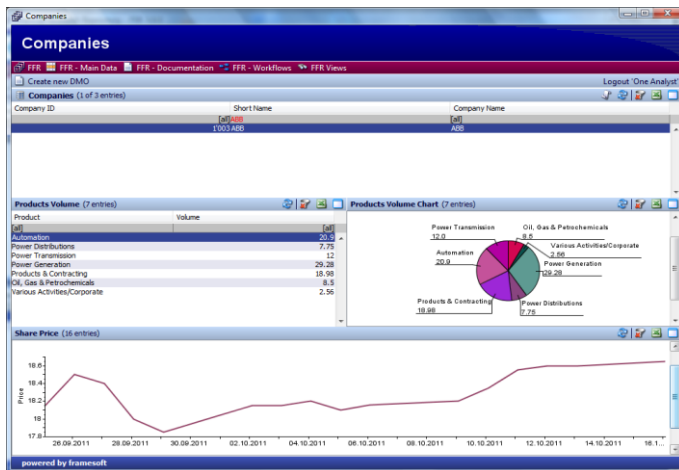 Companies
Companies
FFR FFR - Main Data FFR - Documentation FFR - Workflows FFR Views
Create new DMO Logout 'One Analyst'
Companies (1 of 3 entries)
Company ID Short Name Company Name
[all] ABB [all]
1'003 ABB ABB
Products Volume (7 entries) Products Volume Chart (7 entries)
Product Volume
[all] [all]
Automation 20.9
Power Distributions 7.75
Power Transmission 12
Power Generation 29.28
Products & Contracting 18.98
Oil, Gas & Petrochemicals 8.5
Various Activities/Corporate 2.56
Power Transmission
12.0
Oil, Gas & Petrochemicals
8.5
Various Activities/Corporate
2.56
Automation
20.9
Power Generation
29.28
Products & Contracting
18.98
Power Distributions
7.75
Share Price (16 entries)
Price
18.6
18.4
18.2
18
17.8
26.09.2011 28.09.2011 30.09.2011 02.10.2011 04.10.2011 06.10.2011 08.10.2011 10.10.2011 12.10.2011 14.10.2011 16.1...
powered by framesoft